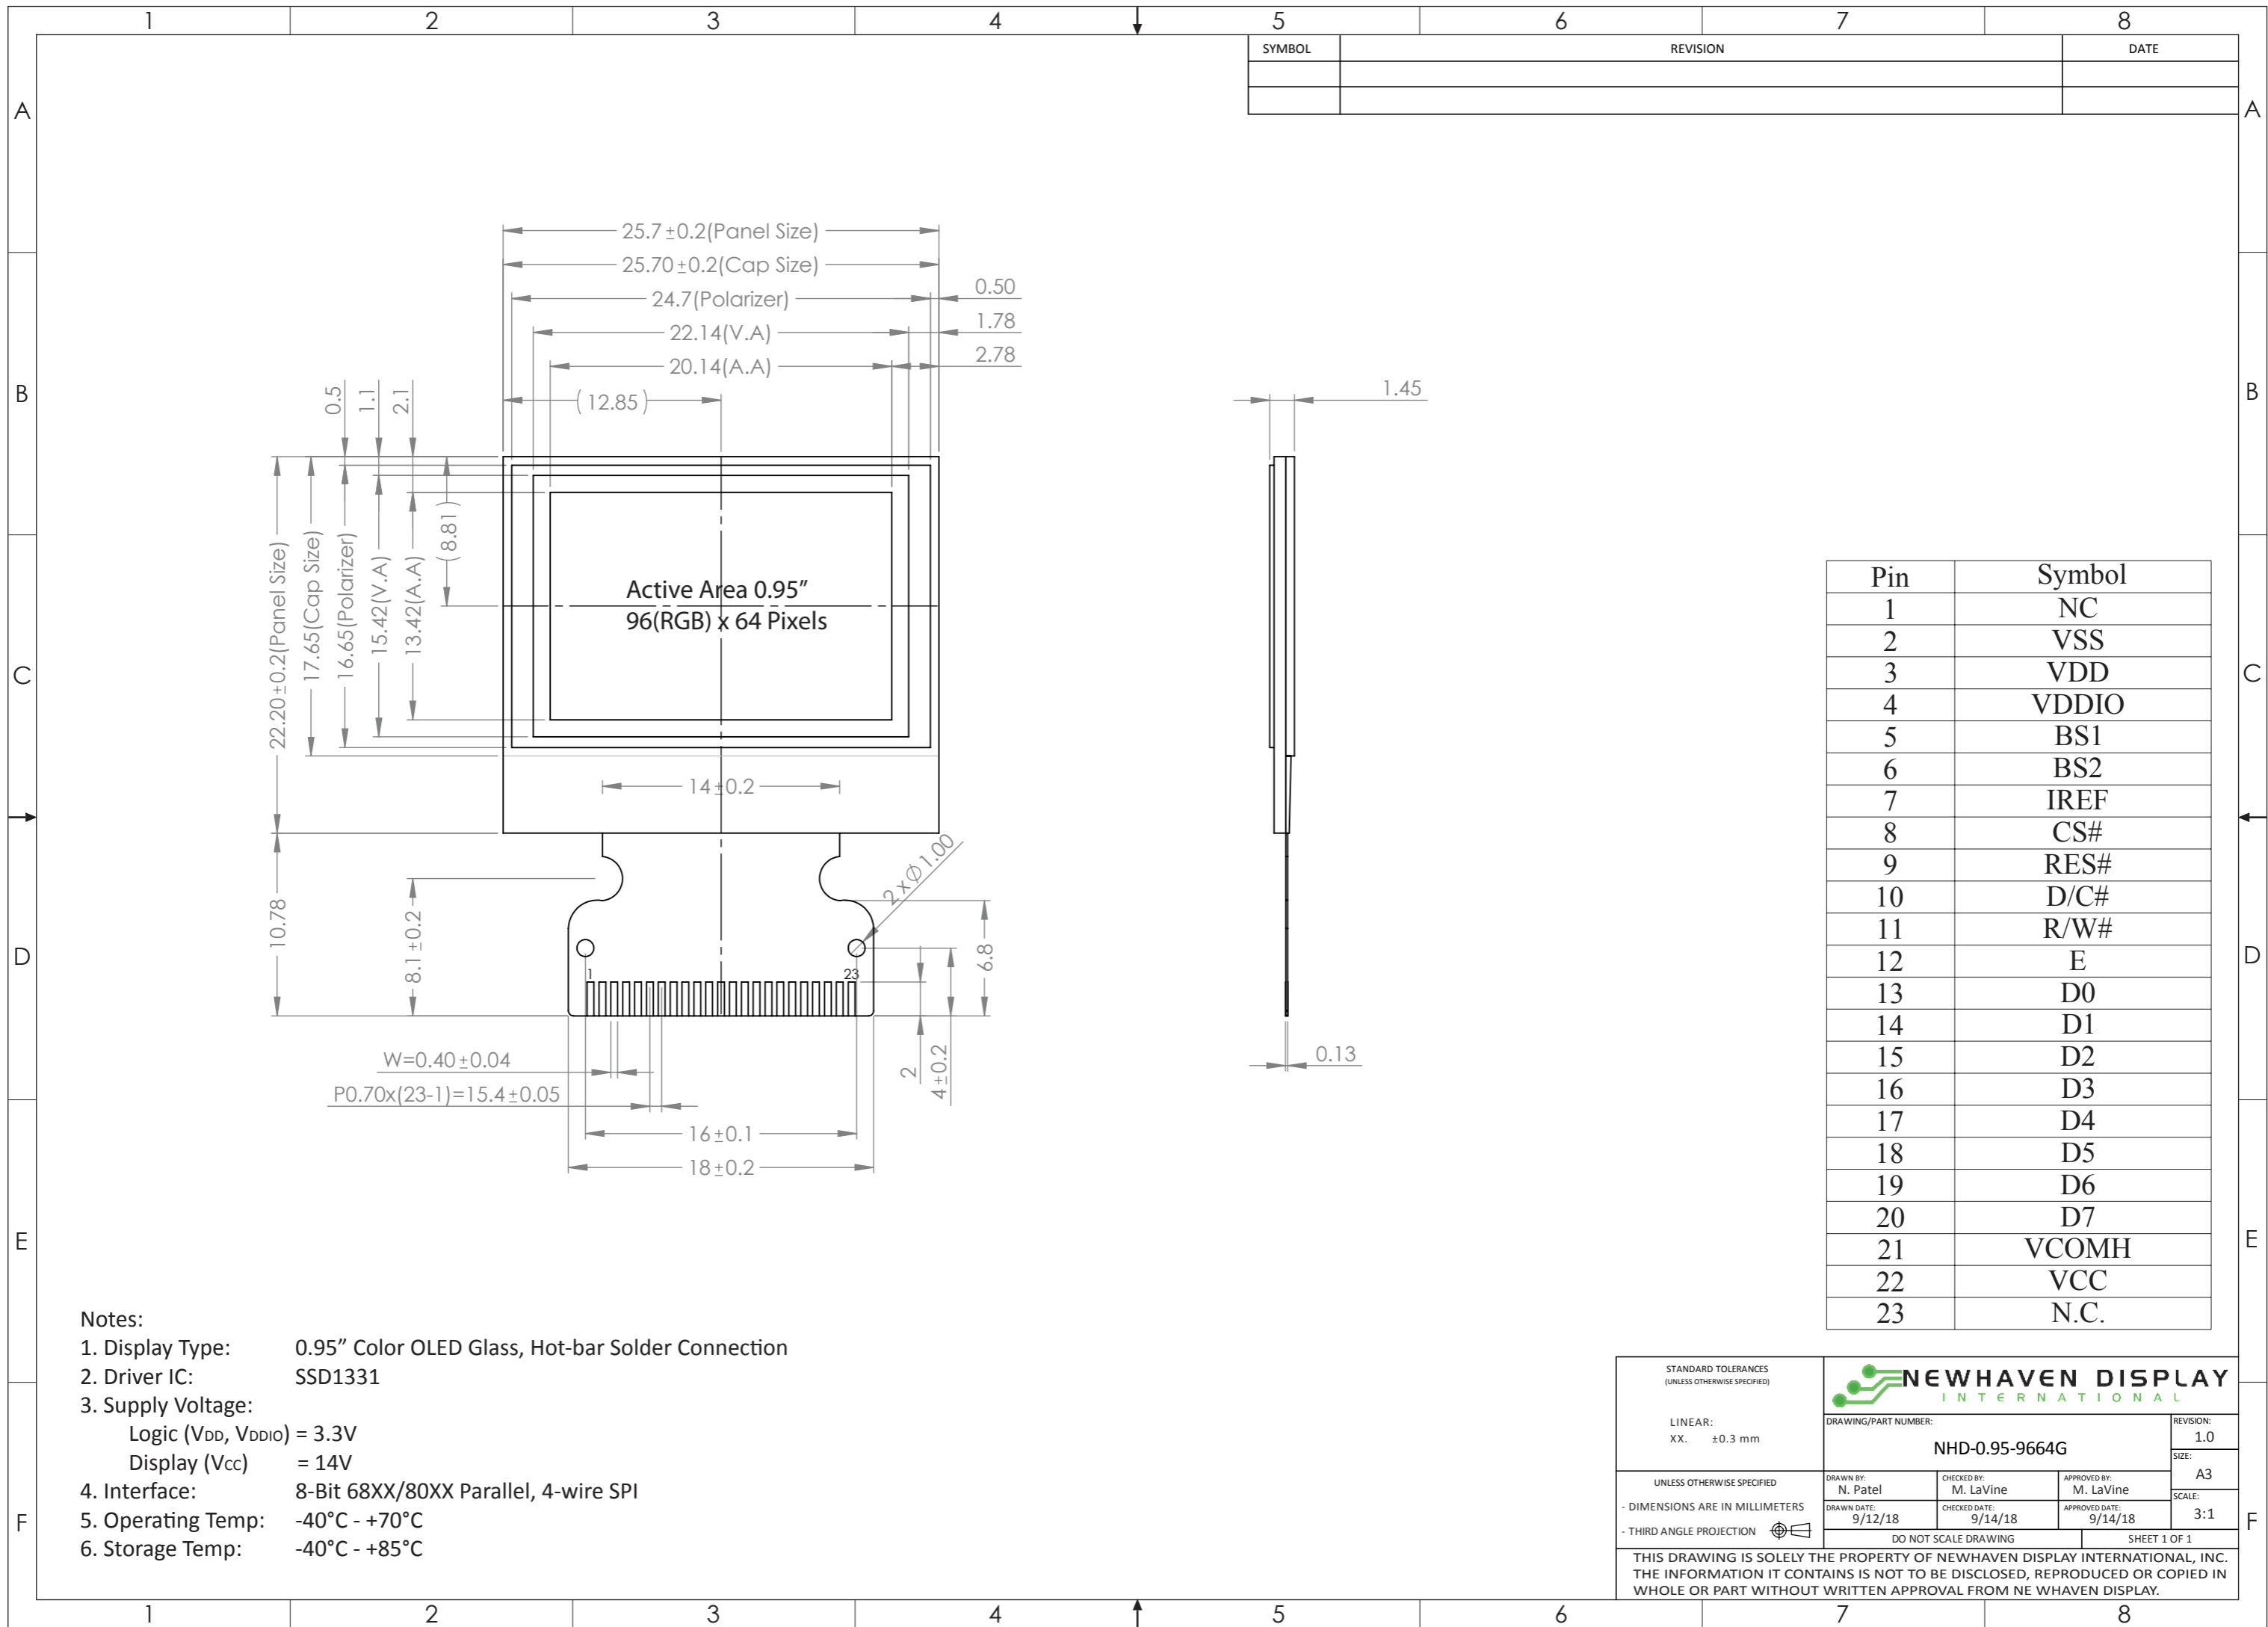 1 2 3 4 5 6 7 8
SYMBOL REVISION DATE
A A
B B
C C
D D
E E
F F
25.7±0.2(Panel Size)
25.70±0.2(Cap Size)
24.7(Polarizer) 0.50
22.14(V.A) 1.78
20.14(A.A) 2.78
(12.85)
0.5
1.1
2.1
22.20±0.2(Panel Size)
17.65(Cap Size)
16.65(Polarizer)
15.42(V.A)
13.42(A.A)
(8.81)
Active Area 0.95”
96(RGB) x 64 Pixels
14±0.2
10.78
8.1±0.2
2 x Ø1.00
6.8
1 23
W=0.40±0.04
P0.70x(23-1)=15.4±0.05
2
4±0.2
16±0.1
18±0.2
1.45
0.13
Pin Symbol
1 NC
2 VSS
3 VDD
4 VDDIO
5 BS1
6 BS2
7 IREF
8 CS#
9 RES#
10 D/C#
11 R/W#
12 E
13 D0
14 D1
15 D2
16 D3
17 D4
18 D5
19 D6
20 D7
21 VCOMH
22 VCC
23 N.C.
Notes:
1. Display Type: 0.95” Color OLED Glass, Hot-bar Solder Connection
2. Driver IC: SSD1331
3. Supply Voltage:
Logic (VDD, VDDIO) = 3.3V
Display (Vcc) = 14V
4. Interface: 8-Bit 68XX/80XX Parallel, 4-wire SPI
5. Operating Temp: -40°C - +70°C
6. Storage Temp: -40°C - +85°C
STANDARD TOLERANCES
(UNLESS OTHERWISE SPECIFIED)
LINEAR:
XX. ±0.3 mm
UNLESS OTHERWISE SPECIFIED
- DIMENSIONS ARE IN MILLIMETERS
- THIRD ANGLE PROJECTION
NEWHAVEN DISPLAY
INTERNATIONAL
DRAWING/PART NUMBER:
NHD-0.95-9664G
REVISION:
1.0
SIZE:
A3
SCALE:
3:1
DRAWN BY:
N. Patel
CHECKED BY:
M. LaVine
APPROVED BY:
M. LaVine
DRAWN DATE:
9/12/18
CHECKED DATE:
9/14/18
APPROVED DATE:
9/14/18
DO NOT SCALE DRAWING
SHEET 1 OF 1
THIS DRAWING IS SOLELY THE PROPERTY OF NEWHAVEN DISPLAY INTERNATIONAL, INC.
THE INFORMATION IT CONTAINS IS NOT TO BE DISCLOSED, REPRODUCED OR COPIED IN
WHOLE OR PART WITHOUT WRITTEN APPROVAL FROM NE WHAVEN DISPLAY.
1 2 3 4 5 6 7 8